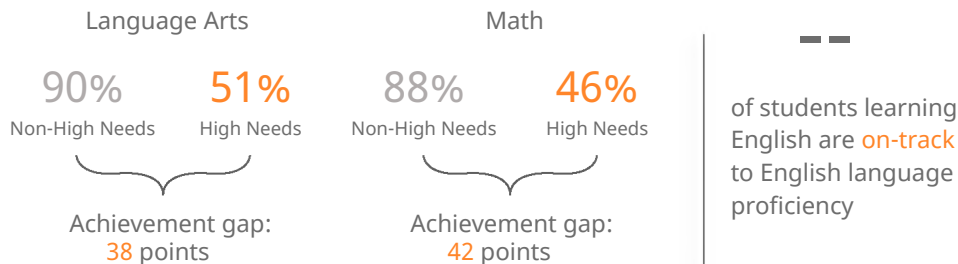 Language Arts
90% 51%
Non-High Needs High Needs
Achievement gap:
38 points
Math
88% 46%
Non-High Needs High Needs
Achievement gap:
42 points
--
of students learning
English are on-track
to English language
proficiency